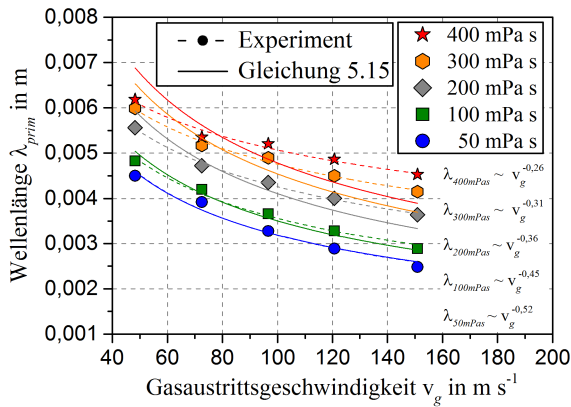 0,008
0,007
0,006
0,005
0,004
0,003
0,002
0,001
Wellenlänge λprim in m
Experiment
Gleichung 5.15
400 mPa s
300 mPa s
200 mPa s
100 mPa s
50 mPa s
λ400mPas ~ vg^-0,26
λ300mPas ~ vg^-0,31
λ200mPas ~ vg^-0,36
λ100mPas ~ vg^-0,45
λ50mPas ~ vg^-0,52
40 60 80 100 120 140 160 180 200
Gasaustrittsgeschwindigkeit vg in m s^-1